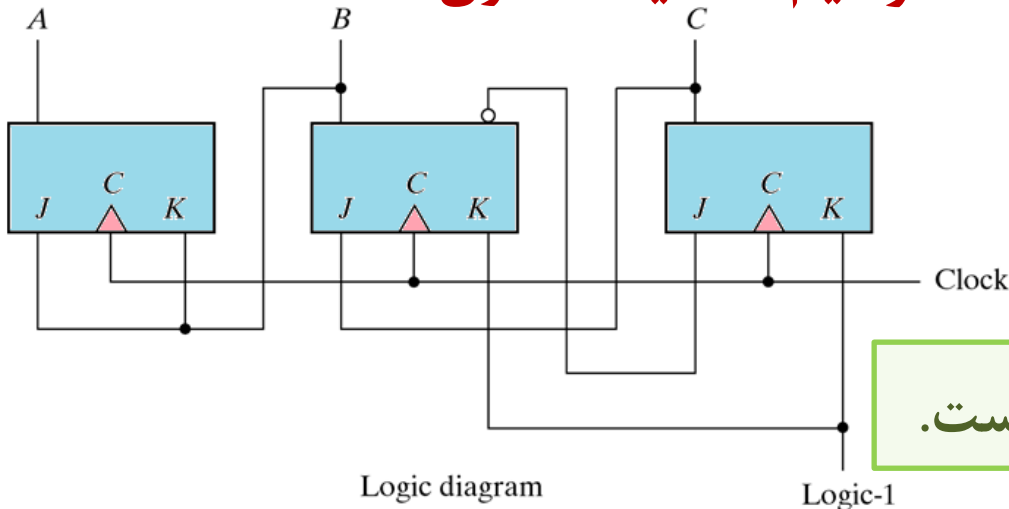 A B C
J C K J C K J C K
Clock
ست.
Logic diagram
Logic-1